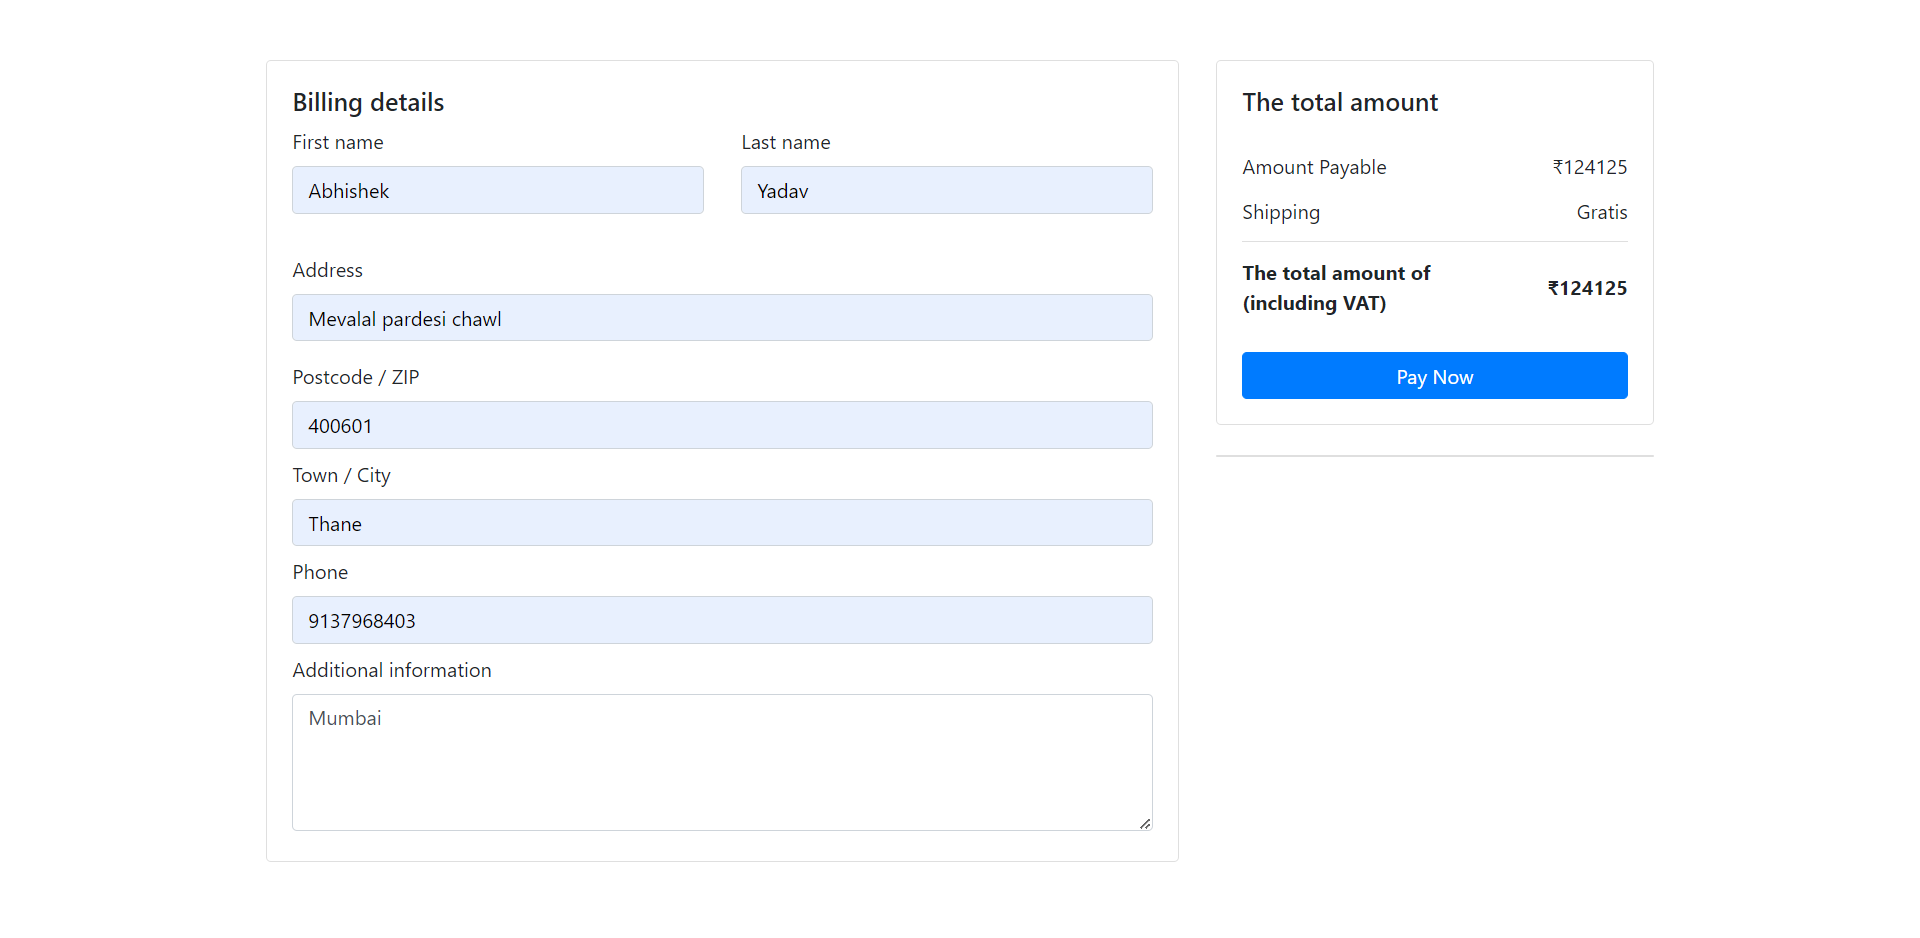 Billing details
First name
Last name
Abhishek
Yadav
Address
Mevalal pardesi chawl
Postcode / ZIP
400601
Town / City
Thane
Phone
9137968403
Additional information
Mumbai
The total amount
Amount Payable ₹124125
Shipping Gratis
The total amount of
(including VAT) ₹124125
Pay Now